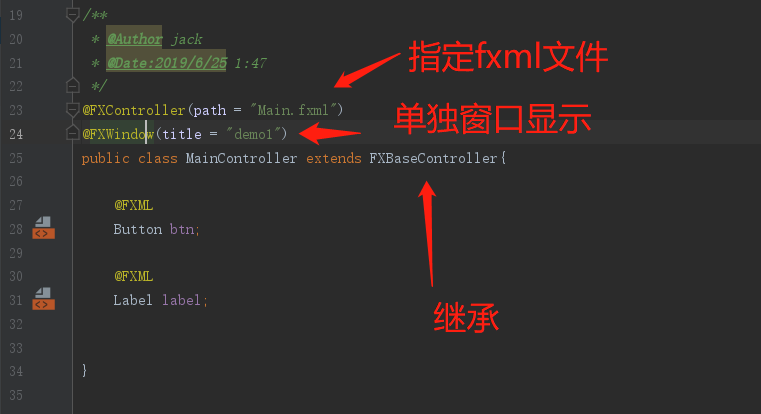 19 /**
20 * @Author jack
21 * @Date:2019/6/25 1:47
22 */
指定fxml文件
23 @FXController(path = "Main.fxml")
单独窗口显示
24 @FXWindow(title = "demo1")
25 public class MainController extends FXBaseController{
26
27 @FXML
28 Button btn;
29
30 @FXML
31 Label label;
继承
32
33
34 }
35